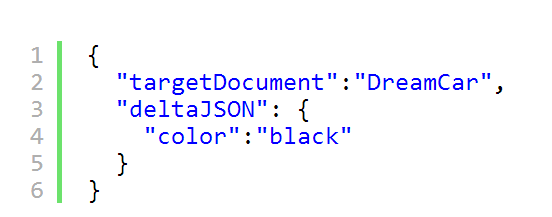 1 {
2   "targetDocument":"DreamCar",
3   "deltaJSON": {
4     "color":"black"
5   }
6 }